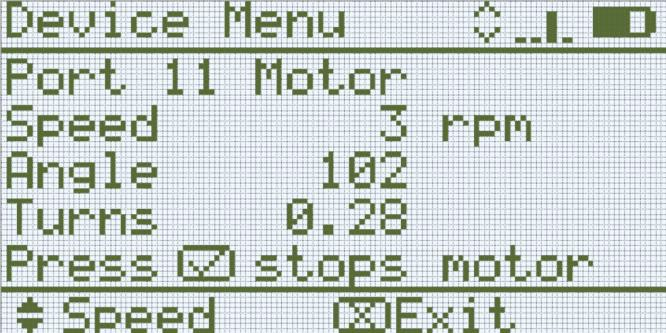 Device Menu
Port 11 Motor
Speed 3 rpm
Angle 102
Turns 0.28
Press ☑ stops motor
Speed Exit